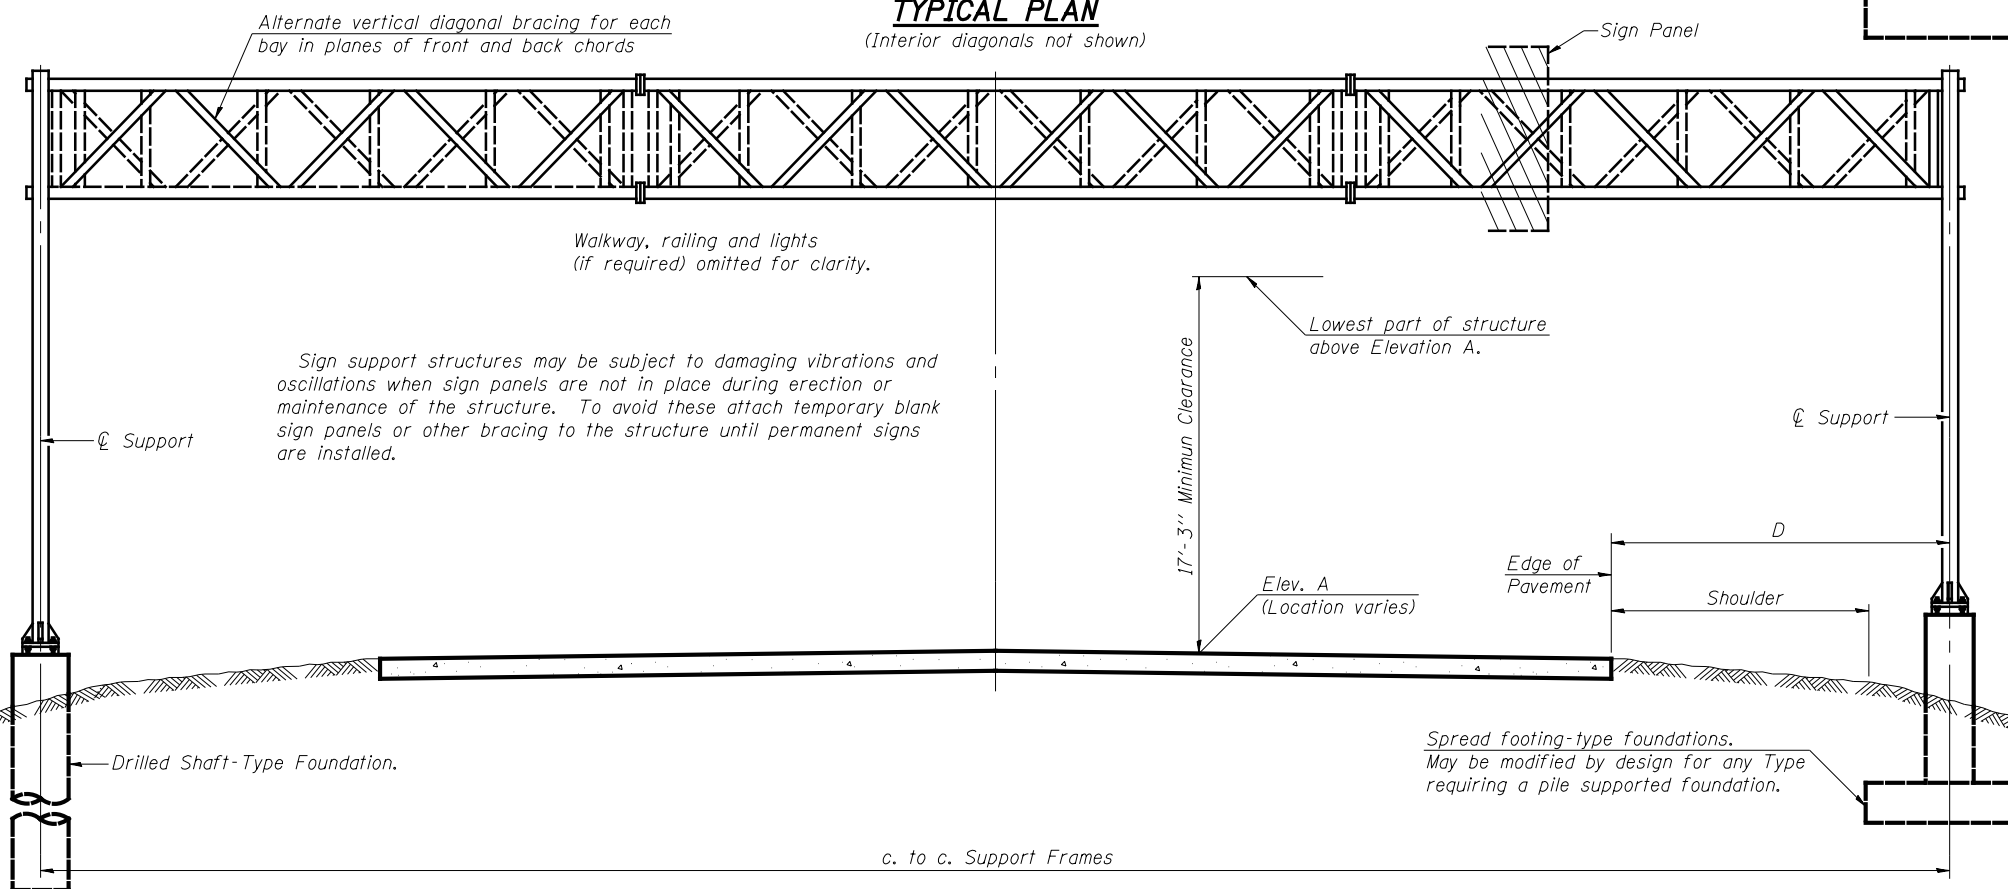 TYPICAL PLAN
(Interior diagonals not shown)
Alternate vertical diagonal bracing for each
bay in planes of front and back chords
Sign Panel
Walkway, railing and lights
(if required) omitted for clarity.
Lowest part of structure
above Elevation A.
17'-3'' Minimun Clearance
Sign support structures may be subject to damaging vibrations and
oscillations when sign panels are not in place during erection or
maintenance of the structure. To avoid these attach temporary blank
sign panels or other bracing to the structure until permanent signs
are installed.
℄ Support
℄ Support
D
Edge of
Pavement
Shoulder
Elev. A
(Location varies)
Drilled Shaft-Type Foundation.
Spread footing-type foundations.
May be modified by design for any Type
requiring a pile supported foundation.
c. to c. Support Frames